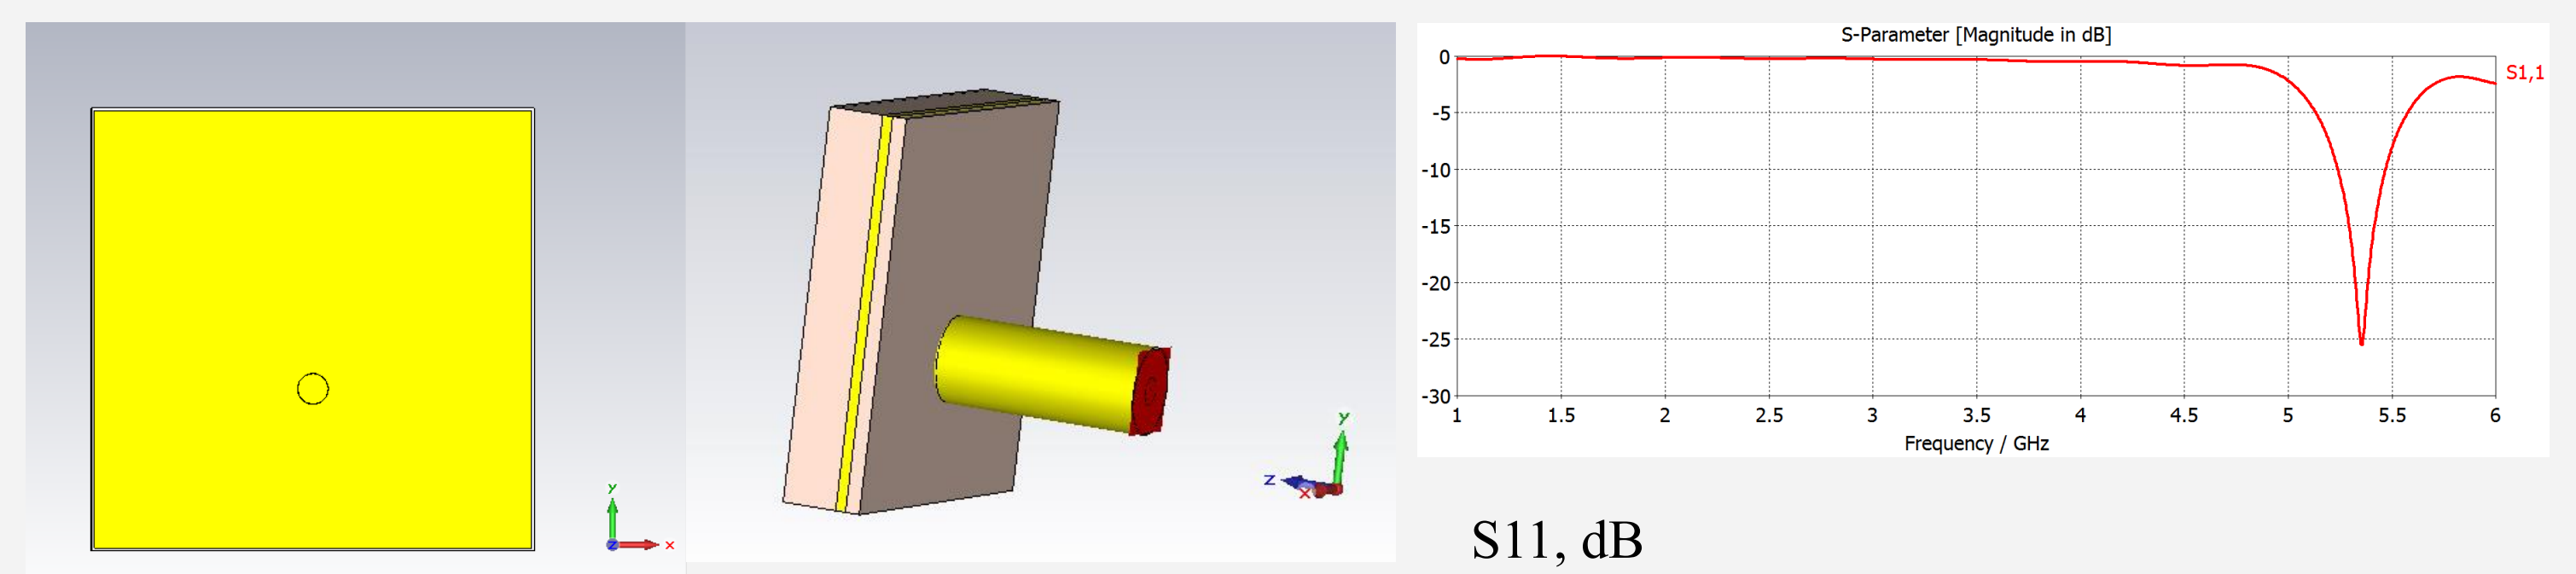 Y
Z
X
Y
Z
X
S-Parameter [Magnitude in dB]
0
-5
-10
-15
-20
-25
-30
S1,1
1 1.5 2 2.5 3 3.5 4 4.5 5 5.5 6
Frequency / GHz
S11, dB